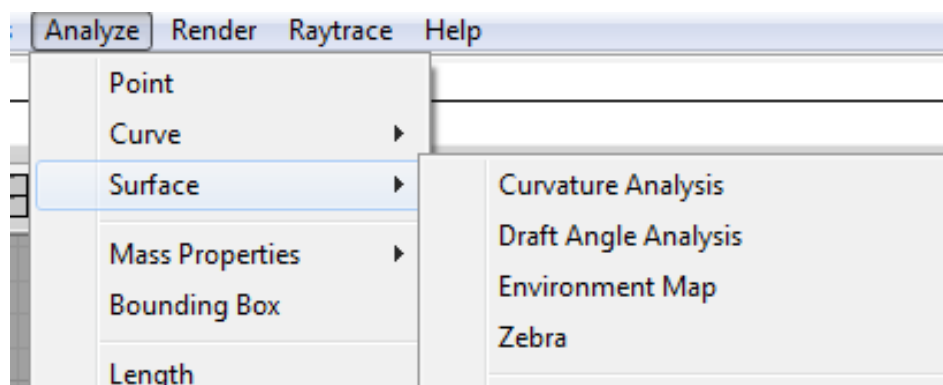 Analyze Render Raytrace Help
Point
Curve
Surface
Mass Properties
Bounding Box
Length
Curvature Analysis
Draft Angle Analysis
Environment Map
Zebra